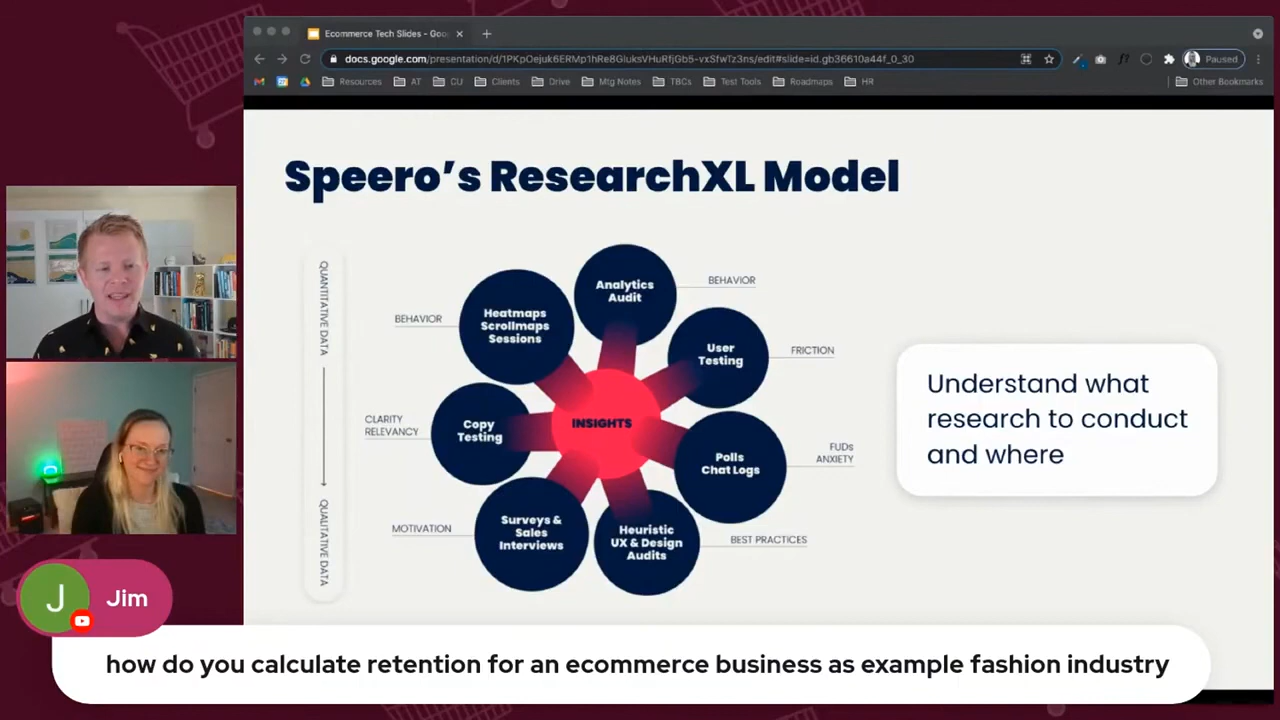 Ecommerce Tech Slides - Goo
docs.google.com/presentation/d/1PKpOejuk6ERMp1hRe8GiuksVHuRfjGb5-vxSfwTz3ns/edit#slide=id.gb36610a44f_0_30
Paused
Resources
AT
CU
Clients
Drive
Mtg Notes
TBCs
Test Tools
Roadmaps
HR
Other Bookmarks
Speero's ResearchXL Model
QUANTITATIVE DATA
QUALITATIVE DATA
Analytics
Audit
BEHAVIOR
Heatmaps
Scrollmaps
Sessions
BEHAVIOR
User
Testing
FRICTION
Copy
Testing
CLARITY
RELEVANCY
INSIGHTS
Polls
Chat Logs
FUDs
ANXIETY
Surveys &
Sales
Interviews
MOTIVATION
Heuristic
UX & Design
Audits
BEST PRACTICES
Understand what
research to conduct
and where
J
Jim
how do you calculate retention for an ecommerce business as example fashion industry